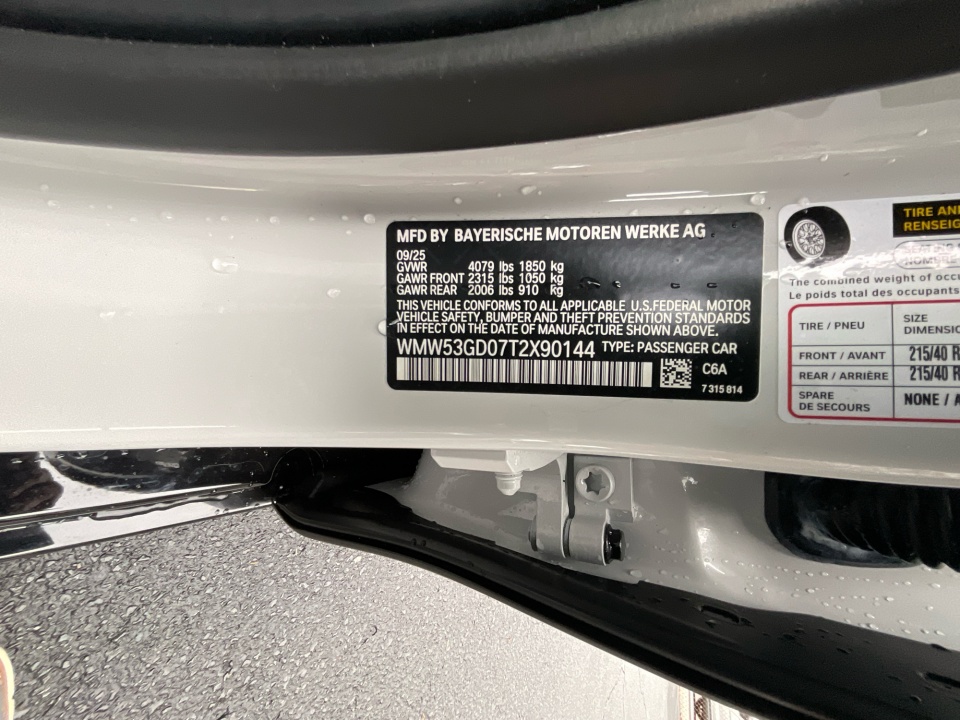 MFD BY BAYERISCHE MOTOREN WERKE AG
09/25
GVWR 4079 lbs 1850 kg
GAWR FRONT 2315 lbs 1050 kg
GAWR REAR 2006 lbs 910 kg
THIS VEHICLE CONFORMS TO ALL APPLICABLE U.S.FEDERAL MOTOR
VEHICLE SAFETY, BUMPER AND THEFT PREVENTION STANDARDS
IN EFFECT ON THE DATE OF MANUFACTURE SHOWN ABOVE.
WMW53GD07T2X90144 TYPE: PASSENGER CAR
C6A
7 315 814
TIRE AN
RENSEIG
The combined weight of occu
Le poids total des occupants
TIRE / PNEU
SIZE
DIMENSIO
FRONT / AVANT 215/40 R
REAR / ARRIÈRE 215/40 R
SPARE
DE SECOURS
NONE / A